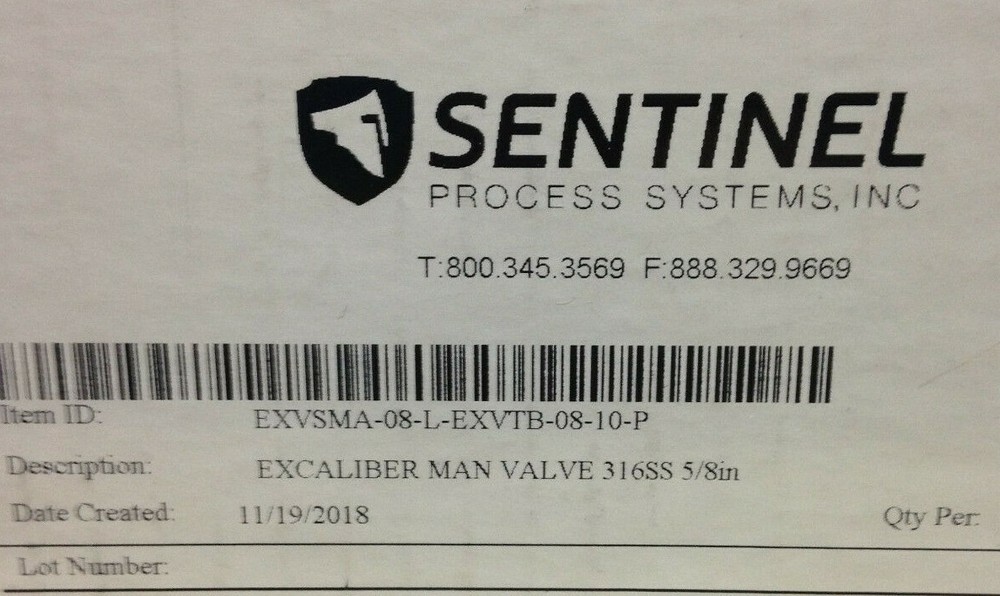 SENTINEL
PROCESS SYSTEMS, INC
T:800.345.3569 F:888.329.9669
Item ID: EXVSMA-08-L-EXVTB-08-10-P
Description: EXCALIBER MAN VALVE 316SS 5/8in
Date Created: 11/19/2018 Qty Per:
Lot Number: